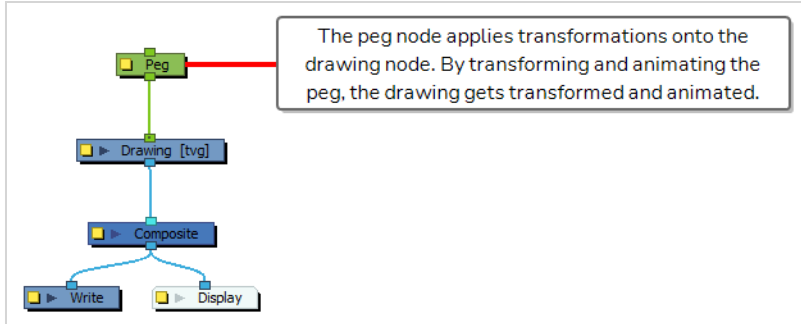 The peg node applies transformations onto the
Peg
drawing node. By transforming and animating the
peg, the drawing gets transformed and animated.
Drawing [tvg]
Composite
Write
Display